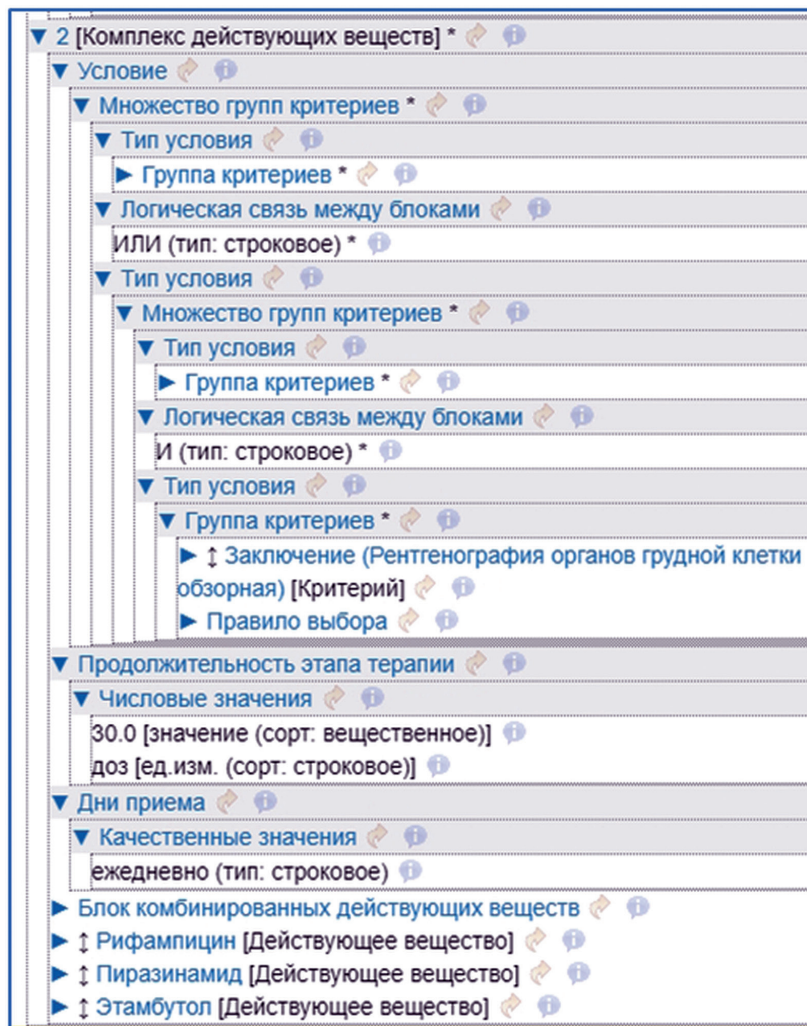 ▼ 2 [Комплекс действующих веществ] *
▼ Условие
▼ Множество групп критериев *
▼ Тип условия
► Группа критериев *
▼ Логическая связь между блоками
ИЛИ (тип: строковое) *
▼ Тип условия
▼ Множество групп критериев *
▼ Тип условия
► Группа критериев *
▼ Логическая связь между блоками
И (тип: строковое) *
▼ Тип условия
▼ Группа критериев *
► ↕ Заключение (Рентгенография органов грудной клетки
обзорная) [Критерий]
► Правило выбора
▼ Продолжительность этапа терапии
▼ Числовые значения
30.0 [значение (сорт: вещественное)]
доз [ед.изм. (сорт: строковое)]
▼ Дни приема
▼ Качественные значения
ежедневно (тип: строковое)
► Блок комбинированных действующих веществ
► ↕ Рифампицин [Действующее вещество]
► ↕ Пиразинамид [Действующее вещество]
► ↕ Этамбутол [Действующее вещество]